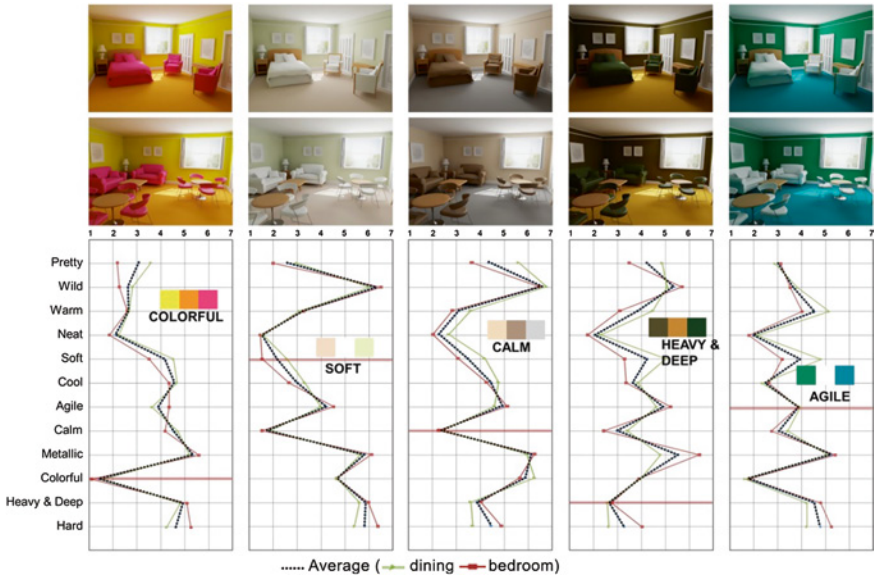 1 2 3 4 5 6 7 1 2 3 4 5 6 7 1 2 3 4 5 6 7 1 2 3 4 5 6 7 1 2 3 4 5 6 7
Pretty
Wild
Warm
Neat
Soft
Cool
Agile
Calm
Metallic
Colorful
Heavy & Deep
Hard
COLORFUL
SOFT
CALM
HEAVY &
DEEP
AGILE
Average ( dining bedroom)